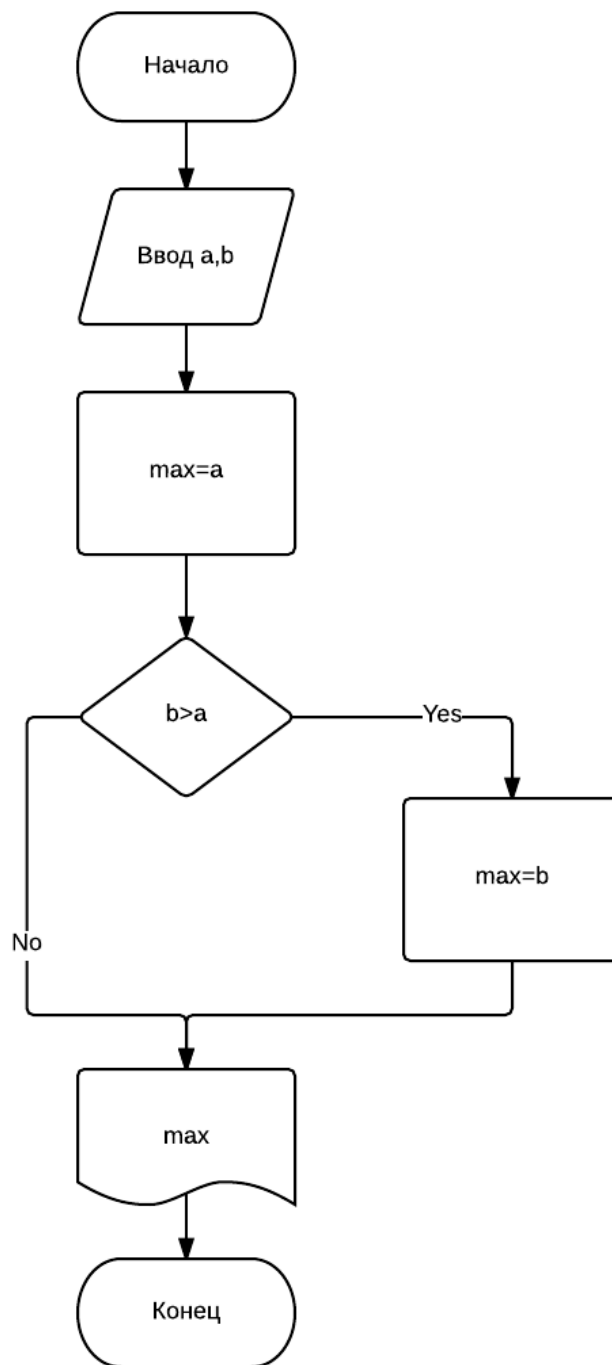 Начало
Ввод a,b
max=a
b>a
Yes
max=b
No
max
Конец